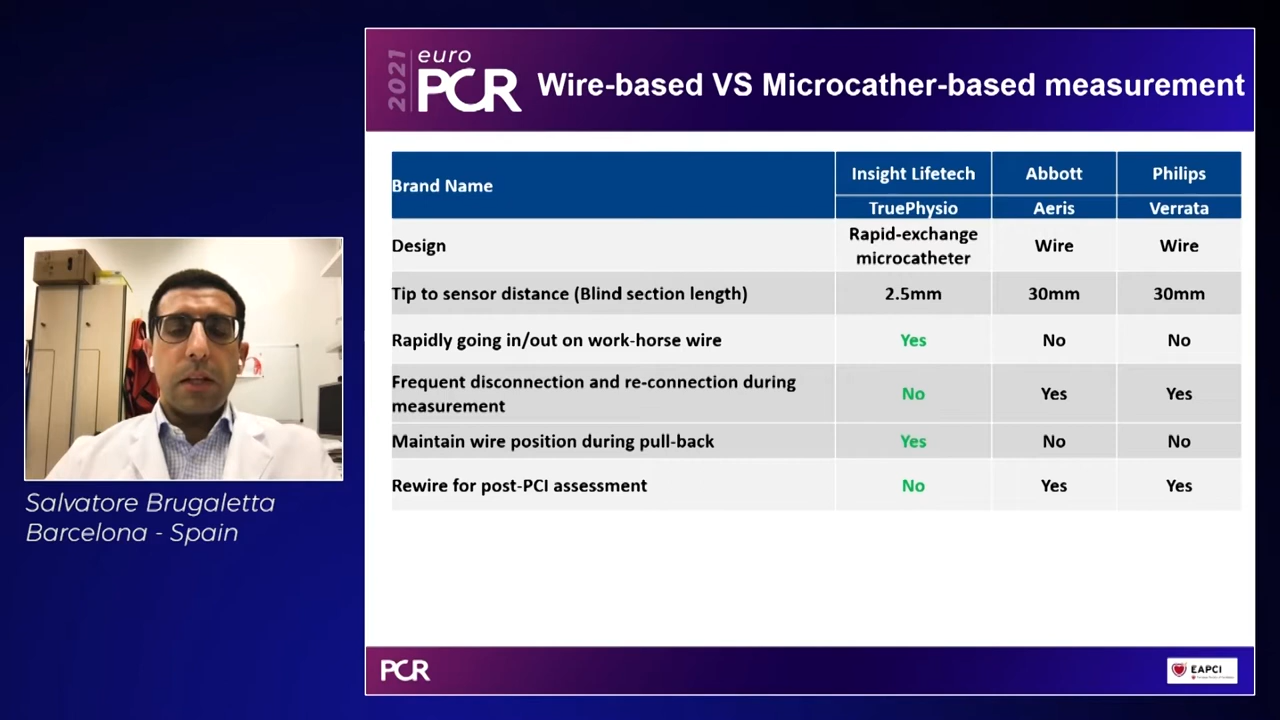 2021
euro
PCR
Wire-based VS Microcather-based measurement
Brand Name
Insight Lifetech
Abbott
Philips
TruePhysio
Aeris
Verrata
Design
Rapid-exchange
microcatheter
Wire
Wire
Tip to sensor distance (Blind section length)
2.5mm
30mm
30mm
Rapidly going in/out on work-horse wire
Yes
No
No
Frequent disconnection and re-connection during
measurement
No
Yes
Yes
Maintain wire position during pull-back
Yes
No
No
Rewire for post-PCI assessment
No
Yes
Yes
Salvatore Brugaletta
Barcelona - Spain
PCR
EAPCI